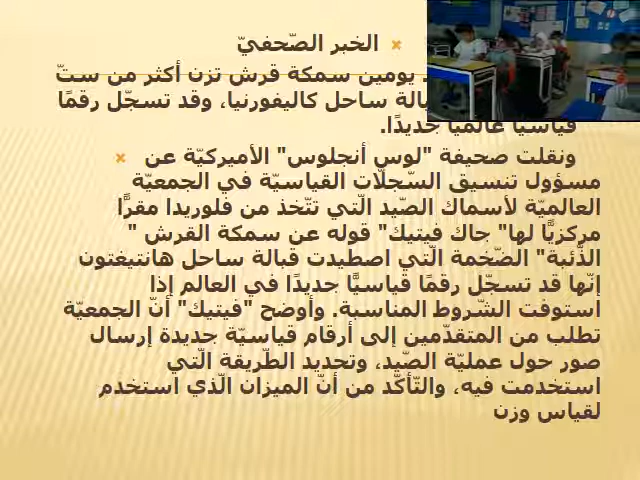 الخبر الصّحفيّ
يومين سمكة قرش تزن أكثر من ستّ
قبالة ساحل كاليفورنيا، وقد تسجّل رقمًا
قياسيًّا عالميًّا جديدًا.
ونقلت صحيفة "لوس أنجلوس" الأميركيّة عن
مسؤول تنسيق السّجلّات القياسيّة في الجمعيّة
العالميّة لأسماك الصّيد الّتي تتّخذ من فلوريدا مقرًّا
مركزيًّا لها" جاك فيتيك" قوله عن سمكة القرش "
الذّئبة" الضّخمة الّتي اصطيدت قبالة ساحل هانتيغتون
إنّها قد تسجّل رقمًا قياسيًّا جديدًا في العالم إذا
استوفت الشّروط المناسبة. وأوضح "فيتيك" أنّ الجمعيّة
تطلب من المتقدّمين إلى أرقام قياسيّة جديدة إرسال
صور حول عمليّة الصّيد، وتحديد الطّريقة الّتي
استخدمت فيه، والتّأكّد من أنّ الميزان الّذي استخدم
لقياس وزن